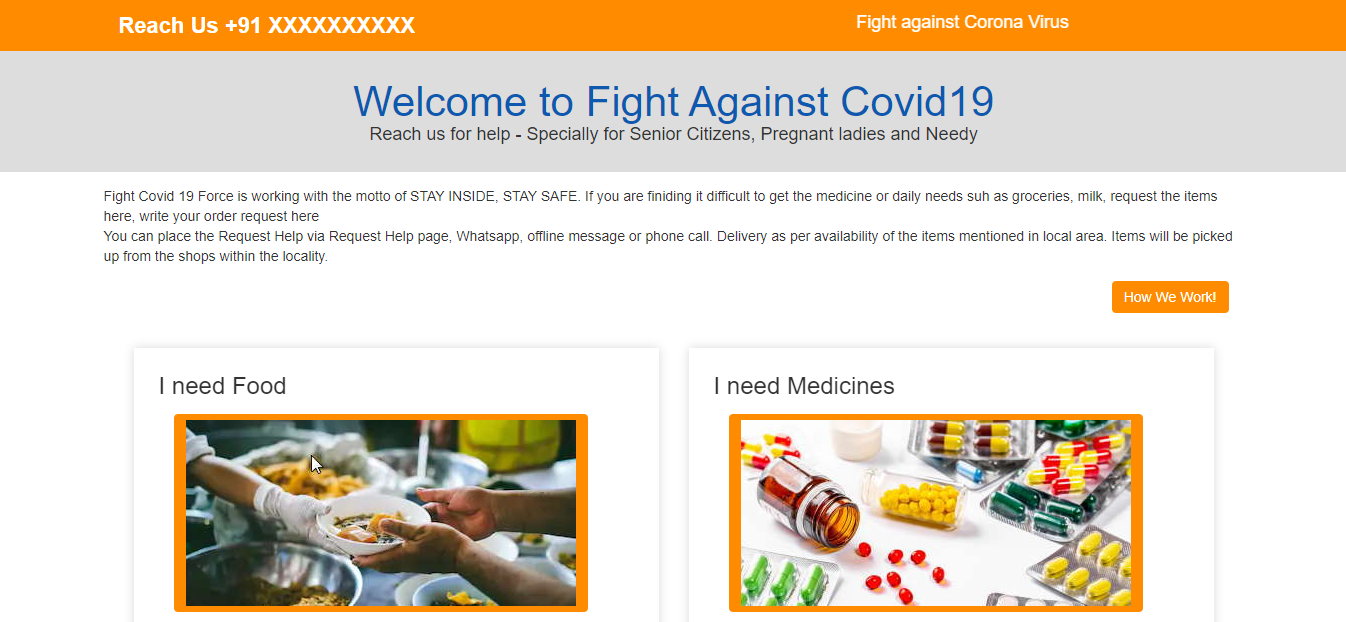 Reach Us +91 XXXXXXXXXX
Fight against Corona Virus
Welcome to Fight Against Covid19
Reach us for help - Specially for Senior Citizens, Pregnant ladies and Needy
Fight Covid 19 Force is working with the motto of STAY INSIDE, STAY SAFE. If you are finiding it difficult to get the medicine or daily needs suh as groceries, milk, request the items
here, write your order request here
You can place the Request Help via Request Help page, Whatsapp, offline message or phone call. Delivery as per availability of the items mentioned in local area. Items will be picked
up from the shops within the locality.
How We Work!
I need Food
I need Medicines